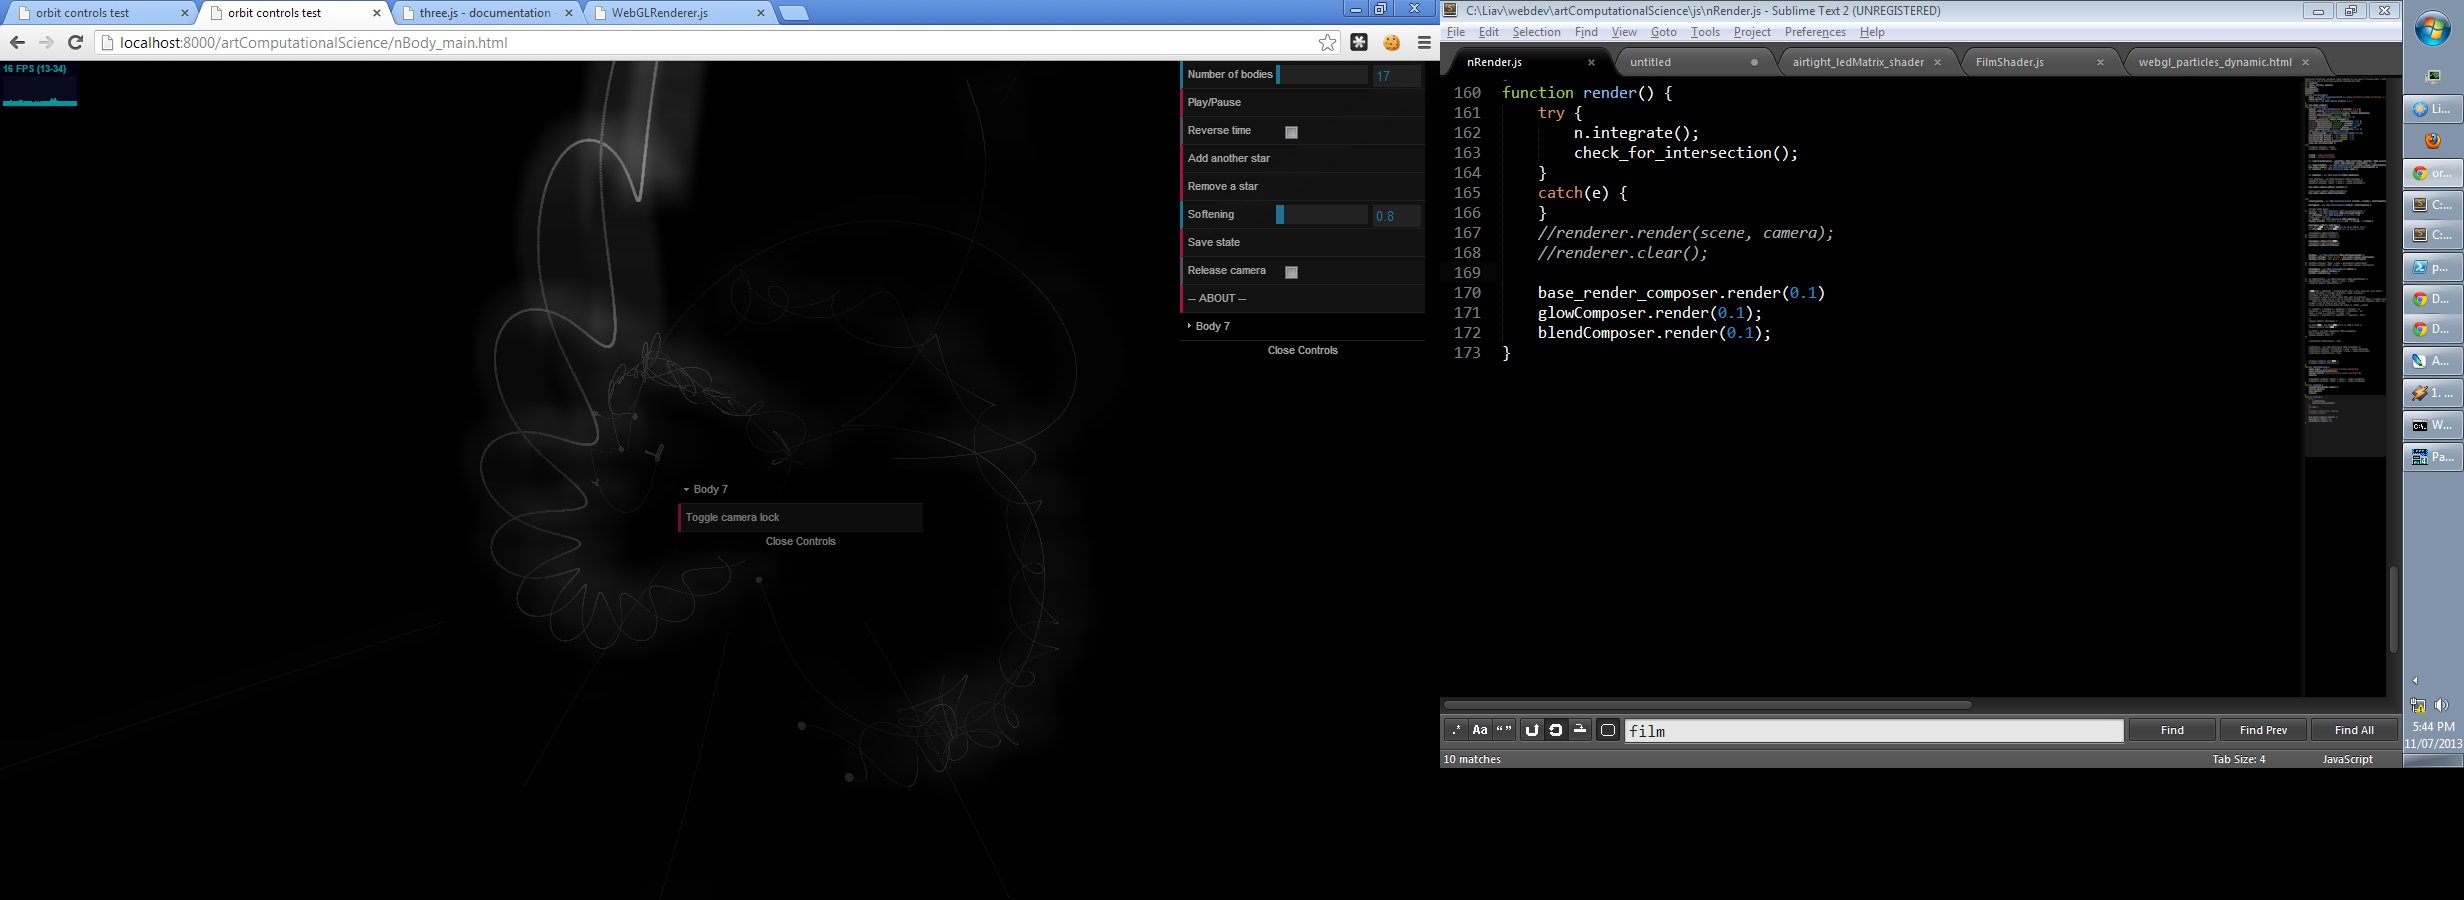 orbit controls test
orbit controls test
three.js - documentation
WebGLRenderer.js
localhost:8000/artComputationalScience/nBody_main.html
16 FPS (13-34)
Number of bodies 17
Play/Pause
Reverse time
Add another star
Remove a star
Softening 0.8
Save state
Release camera
-- ABOUT --
Body 7
Close Controls
Body 7
Toggle camera lock
Close Controls
C:\Liav\webdev\artComputationalScience\js\nRender.js - Sublime Text 2 (UNREGISTERED)
File Edit Selection Find View Goto Tools Project Preferences Help
nRender.js
untitled
airtight_ledMatrix_shader
FilmShader.js
webgl_particles_dynamic.html
160 function render() {
161 try {
162 n.integrate();
163 check_for_intersection();
164 }
165 catch(e) {
166 }
167 //renderer.render(scene, camera);
168 //renderer.clear();
169
170 base_render_composer.render(0.1)
171 glowComposer.render(0.1);
172 blendComposer.render(0.1);
173 }
.* Aa “”
film
Find
Find Prev
Find All
10 matches
Tab Size: 4
JavaScript
Li...
or...
C:...
C:...
p...
D...
D...
A...
1. ...
W...
Pa...
5:44 PM
11/07/2013